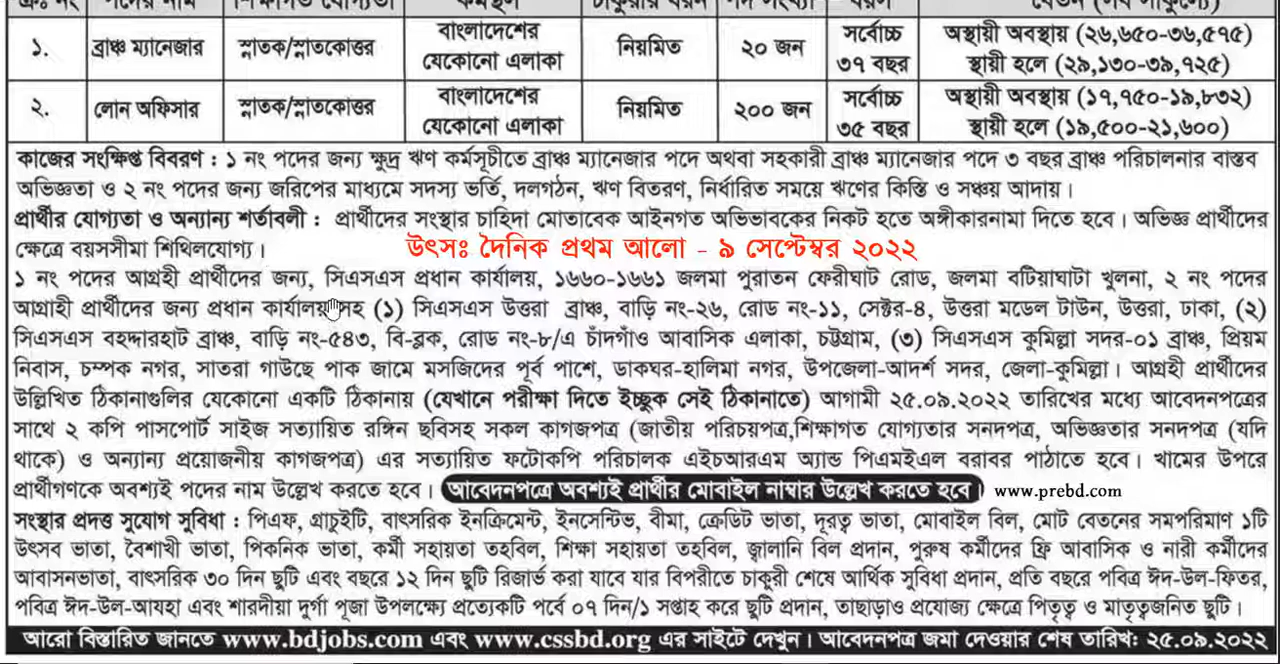 ক্রঃ নং পদের নাম শিক্ষাগত যোগ্যতা কর্মস্থল চাকুরীর ধরন পদ সংখ্যা বয়স বেতন (সর্ব সাকুল্যে)
১. ব্রাঞ্চ ম্যানেজার স্নাতক/স্নাতকোত্তর বাংলাদেশের যেকোনো এলাকা নিয়মিত ২০ জন সর্বোচ্চ ৩৭ বছর অস্থায়ী অবস্থায় (২৬,৬৫০-৩৬,৫৭৫) স্থায়ী হলে (২৯,১৩০-৩৯,৭২৫)
২. লোন অফিসার স্নাতক/স্নাতকোত্তর বাংলাদেশের যেকোনো এলাকা নিয়মিত ২০০ জন সর্বোচ্চ ৩৫ বছর অস্থায়ী অবস্থায় (১৭,৭৫০-১৯,৮৩২) স্থায়ী হলে (১৯,৫০০-২১,৬০০)
কাজের সংক্ষিপ্ত বিবরণ : ১ নং পদের জন্য ক্ষুদ্র ঋণ কর্মসূচীতে ব্রাঞ্চ ম্যানেজার পদে অথবা সহকারী ব্রাঞ্চ ম্যানেজার পদে ৩ বছর ব্রাঞ্চ পরিচালনার বাস্তব
অভিজ্ঞতা ও ২ নং পদের জন্য জরিপের মাধ্যমে সদস্য ভর্তি, দলগঠন, ঋণ বিতরণ, নির্ধারিত সময়ে ঋণের কিস্তি ও সঞ্চয় আদায়।
প্রার্থীর যোগ্যতা ও অন্যান্য শর্তাবলী : প্রার্থীদের সংস্থার চাহিদা মোতাবেক আইনগত অভিভাবকের নিকট হতে অঙ্গীকারনামা দিতে হবে। অভিজ্ঞ প্রার্থীদের
ক্ষেত্রে বয়সসীমা শিথিলযোগ্য।
উৎসঃ দৈনিক প্রথম আলো - ৯ সেপ্টেম্বর ২০২২
১ নং পদের আগ্রহী প্রার্থীদের জন্য, সিএসএস প্রধান কার্যালয়, ১৬৬০-১৬৬১ জলমা পুরাতন ফেরীঘাট রোড, জলমা বটিয়াঘাটা খুলনা, ২ নং পদের
আগ্রাহী প্রার্থীদের জন্য প্রধান কার্যালয়সহ (১) সিএসএস উত্তরা ব্রাঞ্চ, বাড়ি নং-২৬, রোড নং-১১, সেক্টর-৪, উত্তরা মডেল টাউন, উত্তরা, ঢাকা, (২)
সিএসএস বহদ্দারহাট ব্রাঞ্চ, বাড়ি নং-৫৪৩, বি-ব্লক, রোড নং-৮/এ চাঁদগাঁও আবাসিক এলাকা, চট্টগ্রাম, (৩) সিএসএস কুমিল্লা সদর-০১ ব্রাঞ্চ, প্রিয়ম
নিবাস, চম্পক নগর, সাতরা গাউছে পাক জামে মসজিদের পূর্ব পাশে, ডাকঘর-হালিমা নগর, উপজেলা-আদর্শ সদর, জেলা-কুমিল্লা। আগ্রহী প্রার্থীদের
উল্লিখিত ঠিকানাগুলির যেকোনো একটি ঠিকানায় (যেখানে পরীক্ষা দিতে ইচ্ছুক সেই ঠিকানাতে) আগামী ২৫.০৯.২০২২ তারিখের মধ্যে আবেদনপত্রের
সাথে ২ কপি পাসপোর্ট সাইজ সত্যায়িত রঙ্গিন ছবিসহ সকল কাগজপত্র (জাতীয় পরিচয়পত্র,শিক্ষাগত যোগ্যতার সনদপত্র, অভিজ্ঞতার সনদপত্র (যদি
থাকে) ও অন্যান্য প্রয়োজনীয় কাগজপত্র) এর সত্যায়িত ফটোকপি পরিচালক এইচআরএম অ্যান্ড পিএমইএল বরাবর পাঠাতে হবে। খামের উপরে
প্রার্থীগণকে অবশ্যই পদের নাম উল্লেখ করতে হবে। আবেদনপত্রে অবশ্যই প্রার্থীর মোবাইল নাম্বার উল্লেখ করতে হবে www.prebd.com
সংস্থার প্রদত্ত সুযোগ সুবিধা : পিএফ, গ্রাচুইটি, বাৎসরিক ইনক্রিমেন্ট, ইনসেন্টিভ, বীমা, ক্রেডিট ভাতা, দূরত্ব ভাতা, মোবাইল বিল, মোট বেতনের সমপরিমাণ ১টি
উৎসব ভাতা, বৈশাখী ভাতা, পিকনিক ভাতা, কর্মী সহায়তা তহবিল, শিক্ষা সহায়তা তহবিল, জ্বালানি বিল প্রদান, পুরুষ কর্মীদের ফ্রি আবাসিক ও নারী কর্মীদের
আবাসনভাতা, বাৎসরিক ৩০ দিন ছুটি এবং বছরে ১২ দিন ছুটি রিজার্ভ করা যাবে যার বিপরীতে চাকুরী শেষে আর্থিক সুবিধা প্রদান, প্রতি বছরে পবিত্র ঈদ-উল-ফিতর,
পবিত্র ঈদ-উল-আযহা এবং শারদীয়া দুর্গা পূজা উপলক্ষ্যে প্রত্যেকটি পর্বে ০৭ দিন/১ সপ্তাহ করে ছুটি প্রদান, তাছাড়াও প্রযোজ্য ক্ষেত্রে পিতৃত্ব ও মাতৃত্বজনিত ছুটি।
আরো বিস্তারিত জানতে www.bdjobs.com এবং www.cssbd.org এর সাইটে দেখুন। আবেদনপত্র জমা দেওয়ার শেষ তারিখ: ২৫.০৯.২০২২